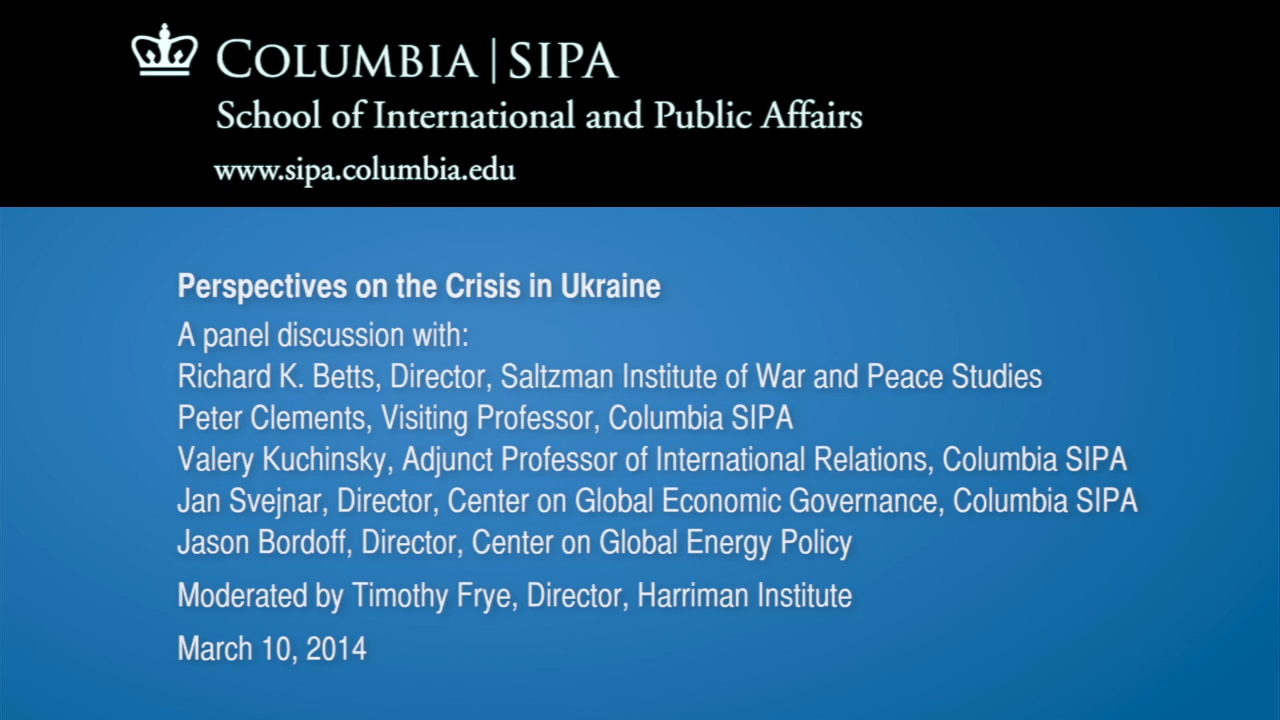 COLUMBIA | SIPA
School of International and Public Affairs
www.sipa.columbia.edu
Perspectives on the Crisis in Ukraine
A panel discussion with:
Richard K. Betts, Director, Saltzman Institute of War and Peace Studies
Peter Clements, Visiting Professor, Columbia SIPA
Valery Kuchinsky, Adjunct Professor of International Relations, Columbia SIPA
Jan Svejnar, Director, Center on Global Economic Governance, Columbia SIPA
Jason Bordoff, Director, Center on Global Energy Policy
Moderated by Timothy Frye, Director, Harriman Institute
March 10, 2014